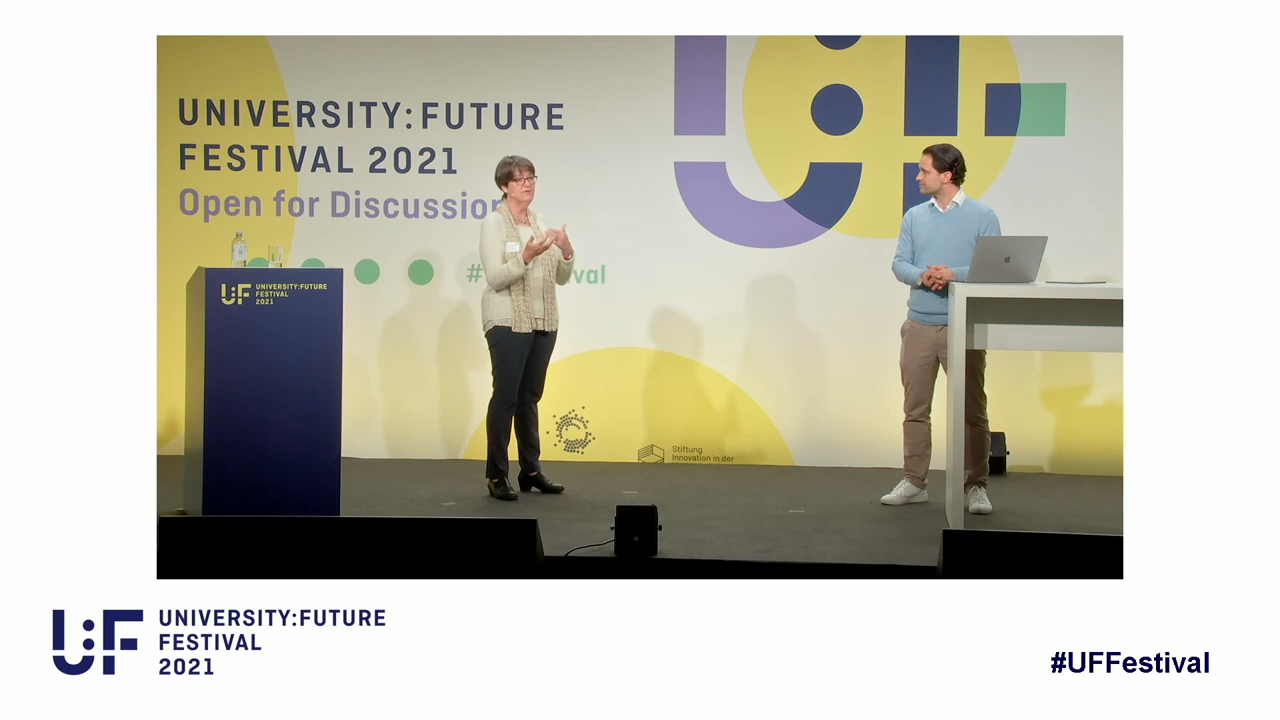 UNIVERSITY:FUTURE
FESTIVAL 2021
Open for Discussion
UF
UNIVERSITY:FUTURE
FESTIVAL
2021
Stiftung
Innovation in der
U:F
UNIVERSITY:FUTURE
FESTIVAL
2021
#UFFestival